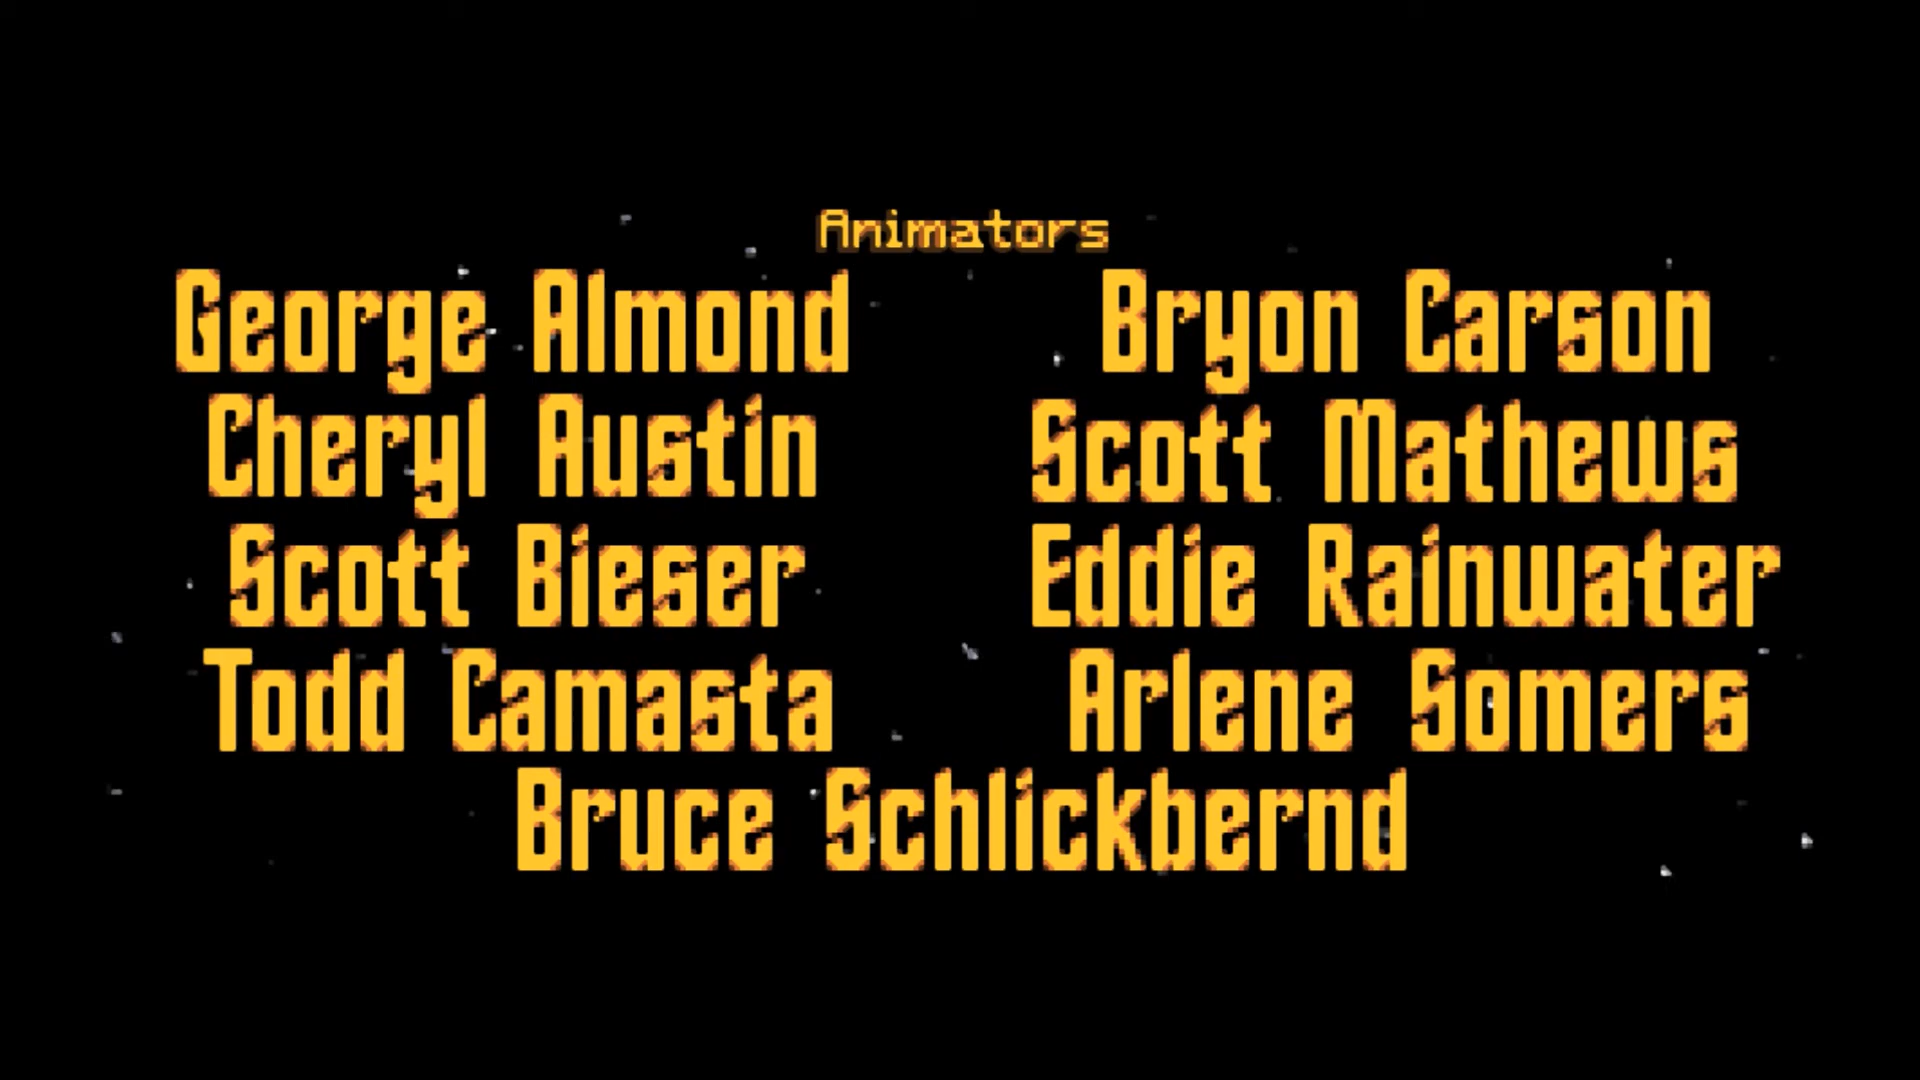 Animators
George Almond Bryon Carson
Cheryl Austin Scott Mathews
Scott Bieser Eddie Rainwater
Todd Camasta Arlene Somers
Bruce Schlickbernd